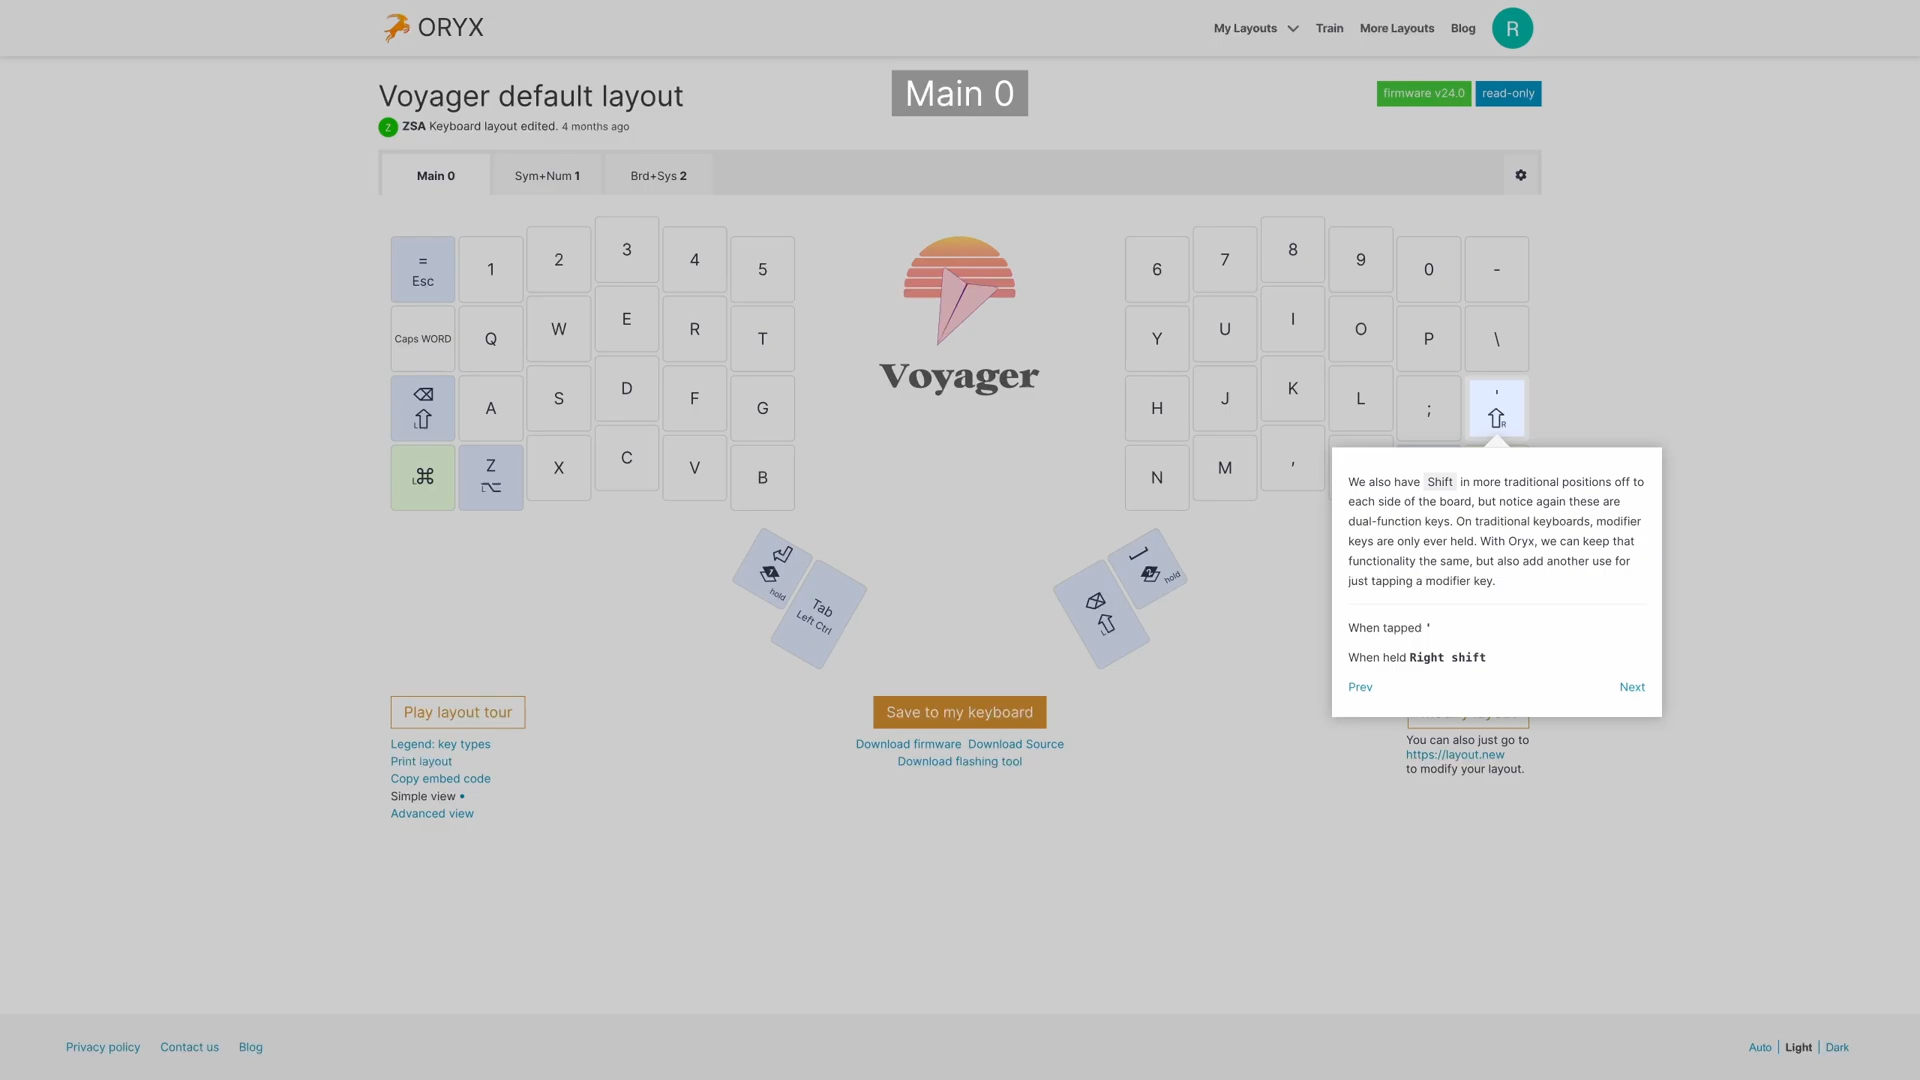 ORYX
My Layouts
Train
More Layouts
Blog
R
Voyager default layout
Main 0
firmware v24.0
read-only
Z
ZSA Keyboard layout edited. 4 months ago
Main 0
Sym+Num 1
Brd+Sys 2
=
Esc
1
2
3
4
5
6
7
8
9
0
-
Caps WORD
Q
W
E
R
T
Y
U
I
O
P
\
L
A
S
D
F
G
H
J
K
L
;
'
R
L
Z
L
X
C
V
B
N
M
,
1
hold
Tab
Left Ctrl
L
]
2
hold
Voyager
We also have Shift in more traditional positions off to
each side of the board, but notice again these are
dual-function keys. On traditional keyboards, modifier
keys are only ever held. With Oryx, we can keep that
functionality the same, but also add another use for
just tapping a modifier key.
When tapped '
When held Right shift
Prev
Next
Play layout tour
Legend: key types
Print layout
Copy embed code
Simple view •
Advanced view
Save to my keyboard
Download firmware Download Source
Download flashing tool
You can also just go to
https://layout.new
to modify your layout.
Privacy policy
Contact us
Blog
Auto | Light | Dark